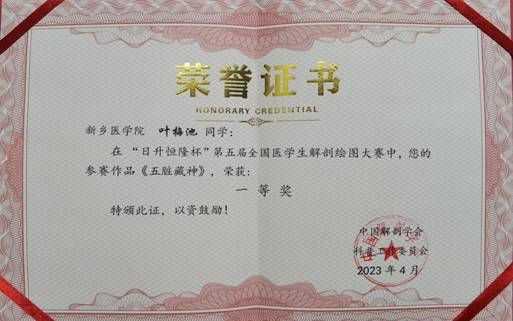 荣誉证书
HONORARY CREDENTIAL
新乡医学院 叶梅池 同学:
在“日升恒隆杯”第五届全国医学生解剖绘图大赛中,您的
参赛作品《五脏藏神》,荣获:
一等奖
特颁此证,以资鼓励!
中国解剖学会
科普工作委员会
2023 年 4 月